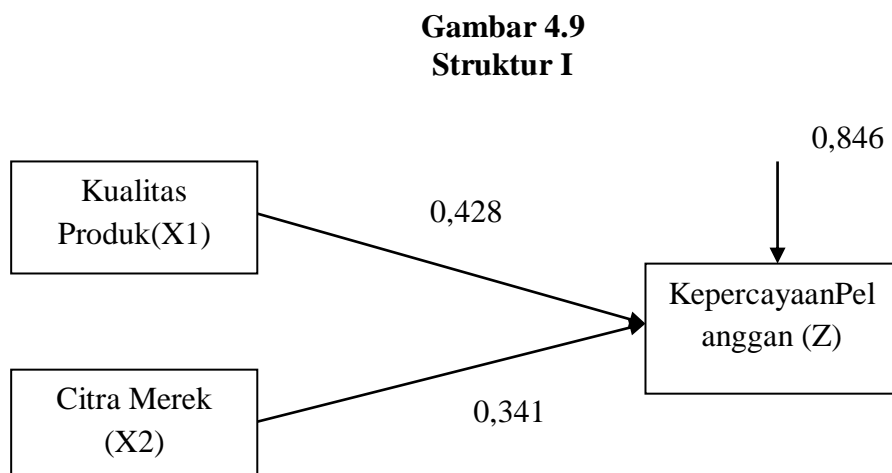 Gambar 4.9
Struktur I
0,846
Kualitas
Produk(X1)
0,428
KepercayaanPel
anggan (Z)
Citra Merek
(X2)
0,341